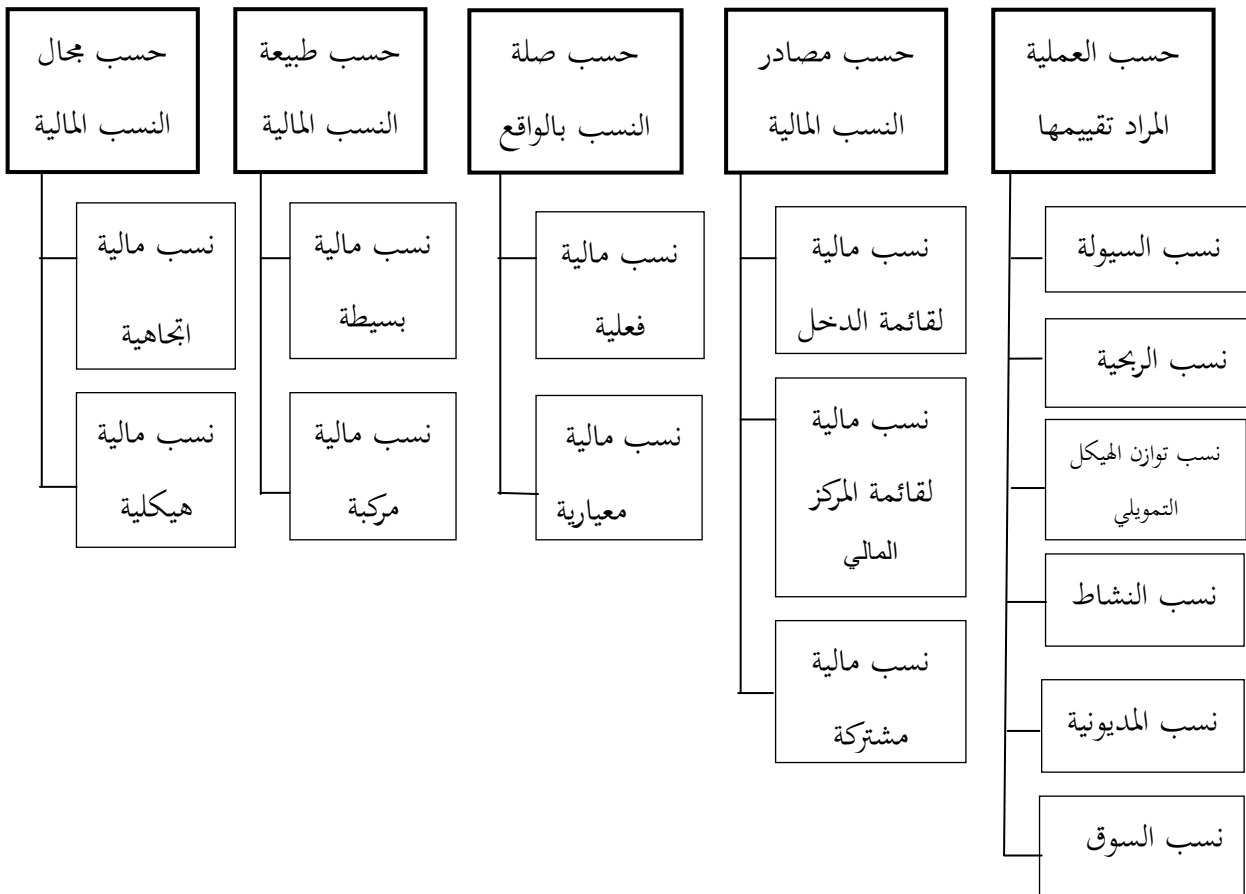 حسب العملية
المراد تقييمها
نسب السيولة
نسب الربحية
نسب توازن الهيكل
التمويلي
نسب النشاط
نسب المديونية
نسب السوق
حسب مصادر
النسب المالية
نسب مالية
لقائمة الدخل
نسب مالية
لقائمة المركز
المالي
نسب مالية
مشتركة
حسب صلة
النسب بالواقع
نسب مالية
فعلية
نسب مالية
معيارية
حسب طبيعة
النسب المالية
نسب مالية
بسيطة
نسب مالية
مركبة
حسب مجال
النسب المالية
نسب مالية
اتجاهية
نسب مالية
هيكلية